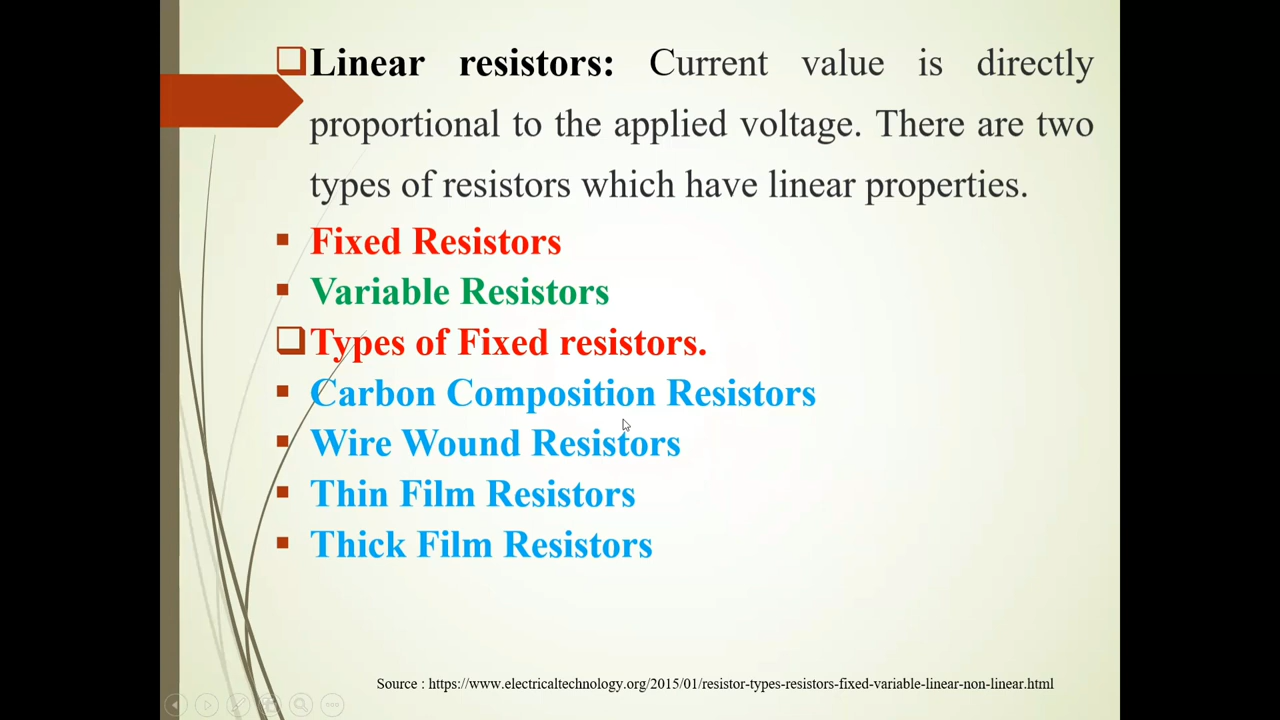 Linear resistors: Current value is directly
proportional to the applied voltage. There are two
types of resistors which have linear properties.
Fixed Resistors
Variable Resistors
Types of Fixed resistors.
Carbon Composition Resistors
Wire Wound Resistors
Thin Film Resistors
Thick Film Resistors
Source : https://www.electricaltechnology.org/2015/01/resistor-types-resistors-fixed-variable-linear-non-linear.html